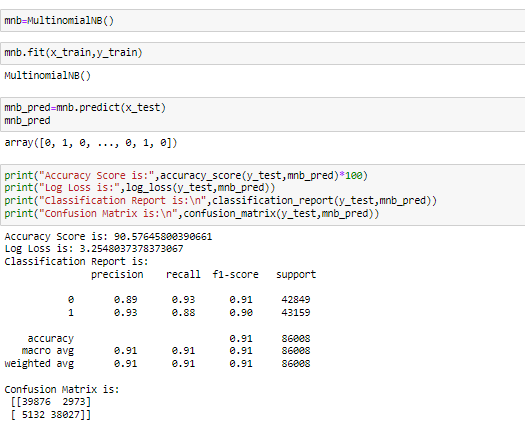 mnb=MultinomialNB()
mnb.fit(x_train,y_train)
MultinomialNB()
mnb_pred=mnb.predict(x_test)
mnb_pred
array([0, 1, 0, ..., 0, 1, 0])
print("Accuracy Score is:",accuracy_score(y_test,mnb_pred)*100)
print("Log Loss is:",log_loss(y_test,mnb_pred))
print("Classification Report is:\n",classification_report(y_test,mnb_pred))
print("Confusion Matrix is:\n",confusion_matrix(y_test,mnb_pred))
Accuracy Score is: 90.57645800390661
Log Loss is: 3.2548037378373067
Classification Report is:
precision recall f1-score support
0 0.89 0.93 0.91 42849
1 0.93 0.88 0.90 43159
accuracy 0.91 86008
macro avg 0.91 0.91 0.91 86008
weighted avg 0.91 0.91 0.91 86008
Confusion Matrix is:
[[39876 2973]
[ 5132 38027]]